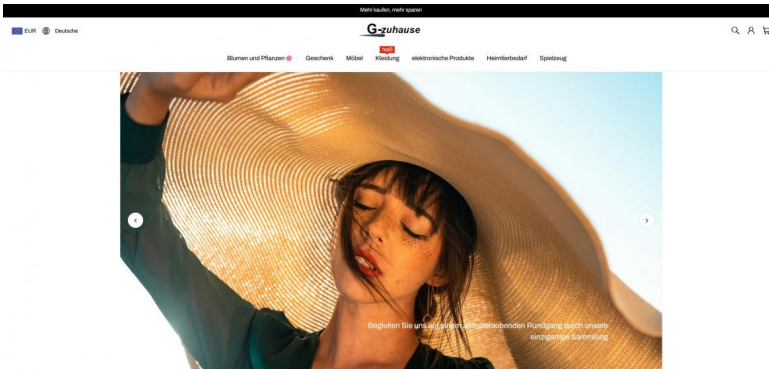 Mehr kaufen, mehr sparen
EUR Deutsche
G-zuhause
heiß
Blumen und Pflanzen Geschenk Möbel Kleidung elektronische Produkte Heimtierbedarf Spielzeug
Begleiten Sie uns auf einem atemberaubenden Rundgang durch unsere
einzigartige Sammlung